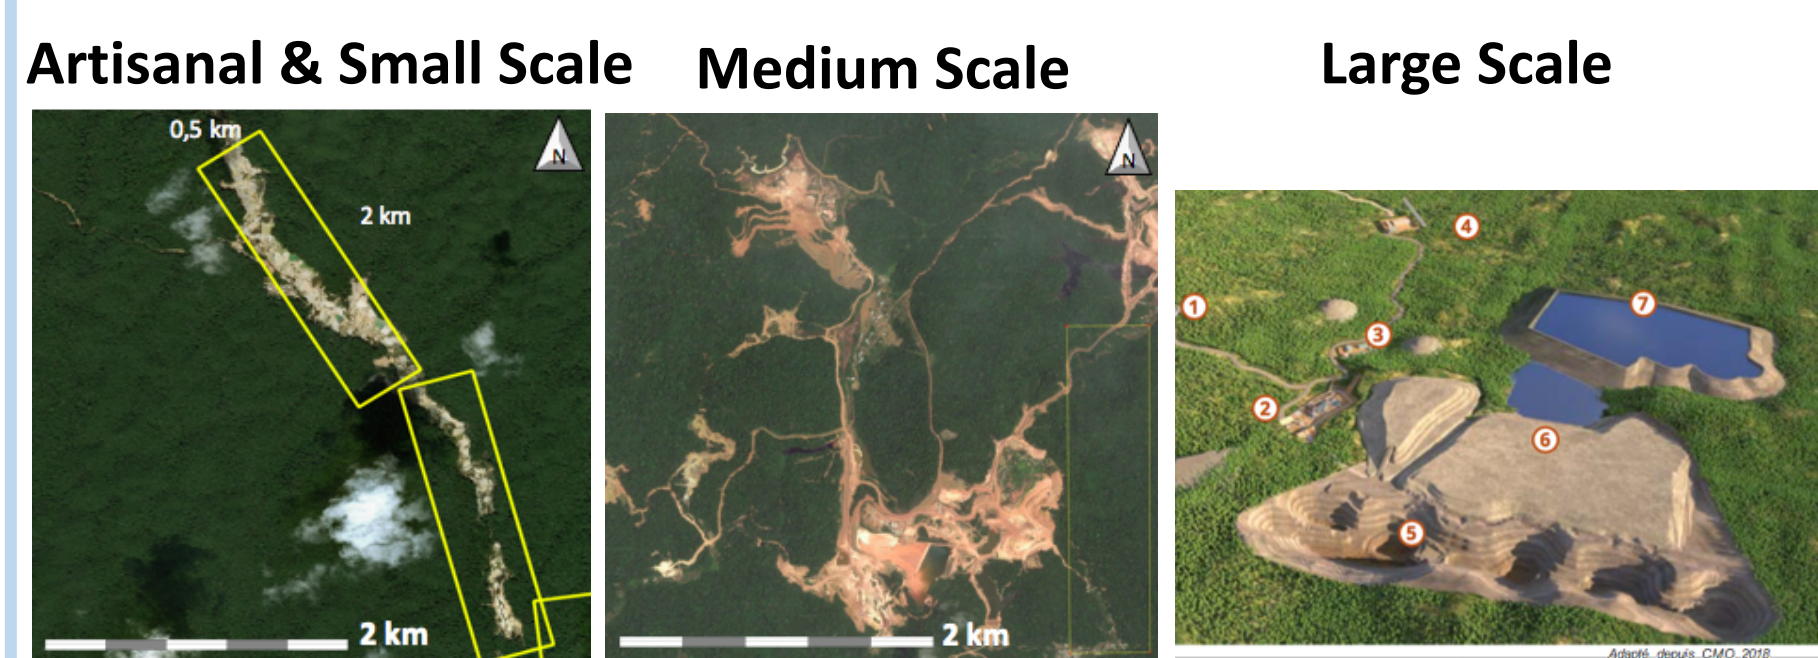 Artisanal & Small Scale
Medium Scale
Large Scale
0,5 km
N
2 km
2 km
N
2 km
4
1
7
3
2
6
5
Adapté depuis CMO, 2018